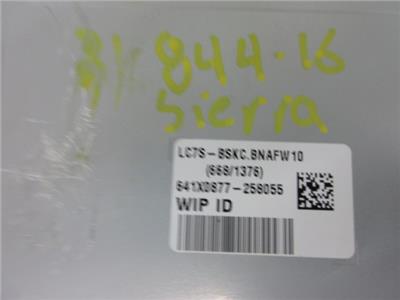 844-16
Sierra
LC7S-BSKC.BNAFW10
(668/1376)
641X0877-258055
WIP ID